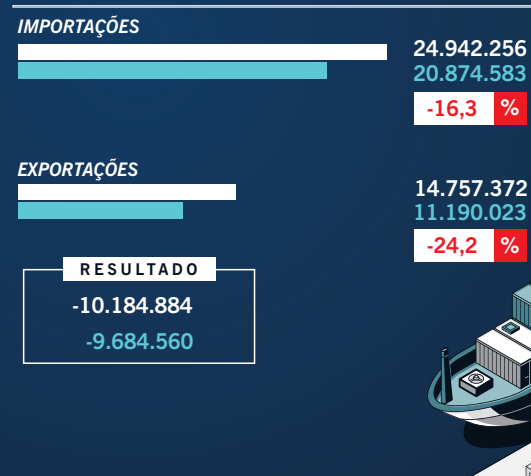 IMPORTAÇÕES
24.942.256
20.874.583
-16,3 %
EXPORTAÇÕES
14.757.372
11.190.023
-24,2 %
RESULTADO
-10.184.884
-9.684.560